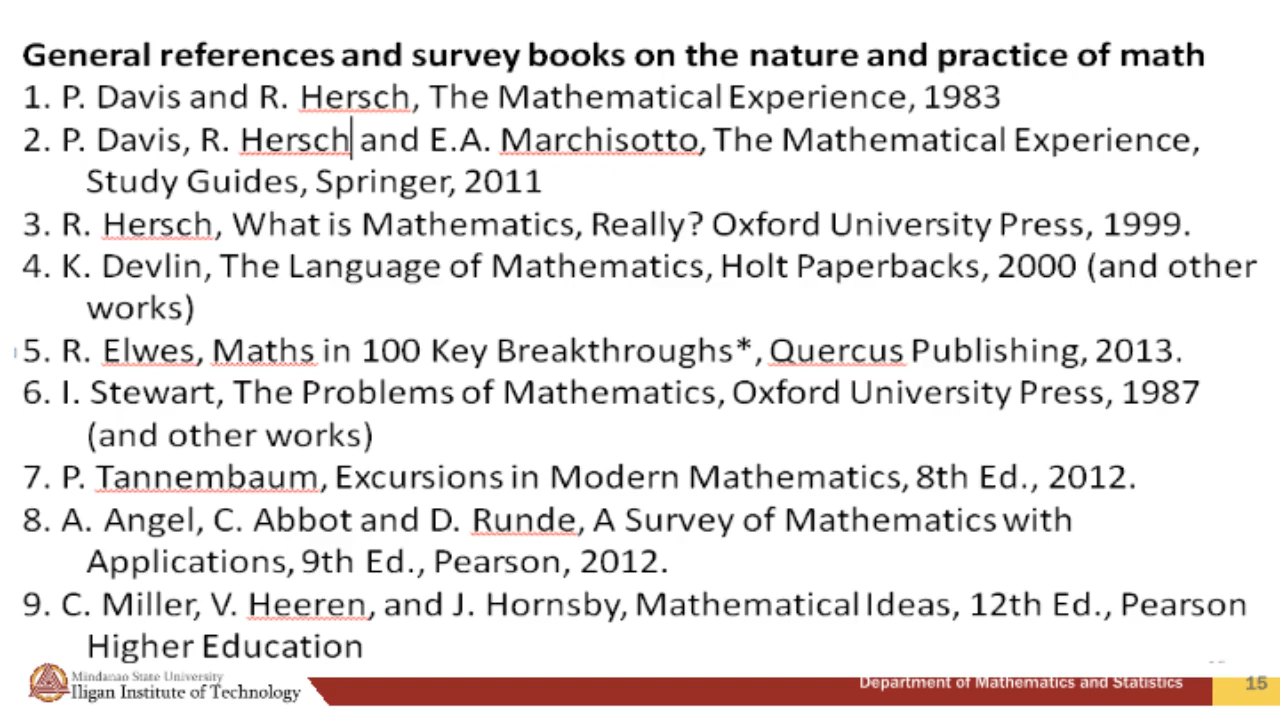 General references and survey books on the nature and practice of math
1. P. Davis and R. Hersch, The Mathematical Experience, 1983
2. P. Davis, R. Hersch and E.A. Marchisotto, The Mathematical Experience,
Study Guides, Springer, 2011
3. R. Hersch, What is Mathematics, Really? Oxford University Press, 1999.
4. K. Devlin, The Language of Mathematics, Holt Paperbacks, 2000 (and other
works)
5. R. Elwes, Maths in 100 Key Breakthroughs*, Quercus Publishing, 2013.
6. I. Stewart, The Problems of Mathematics, Oxford University Press, 1987
(and other works)
7. P. Tannembaum, Excursions in Modern Mathematics, 8th Ed., 2012.
8. A. Angel, C. Abbot and D. Runde, A Survey of Mathematics with
Applications, 9th Ed., Pearson, 2012.
9. C. Miller, V. Heeren, and J. Hornsby, Mathematical Ideas, 12th Ed., Pearson
Higher Education
Mindanao State University
Iligan Institute of Technology
Department of Mathematics and Statistics
15